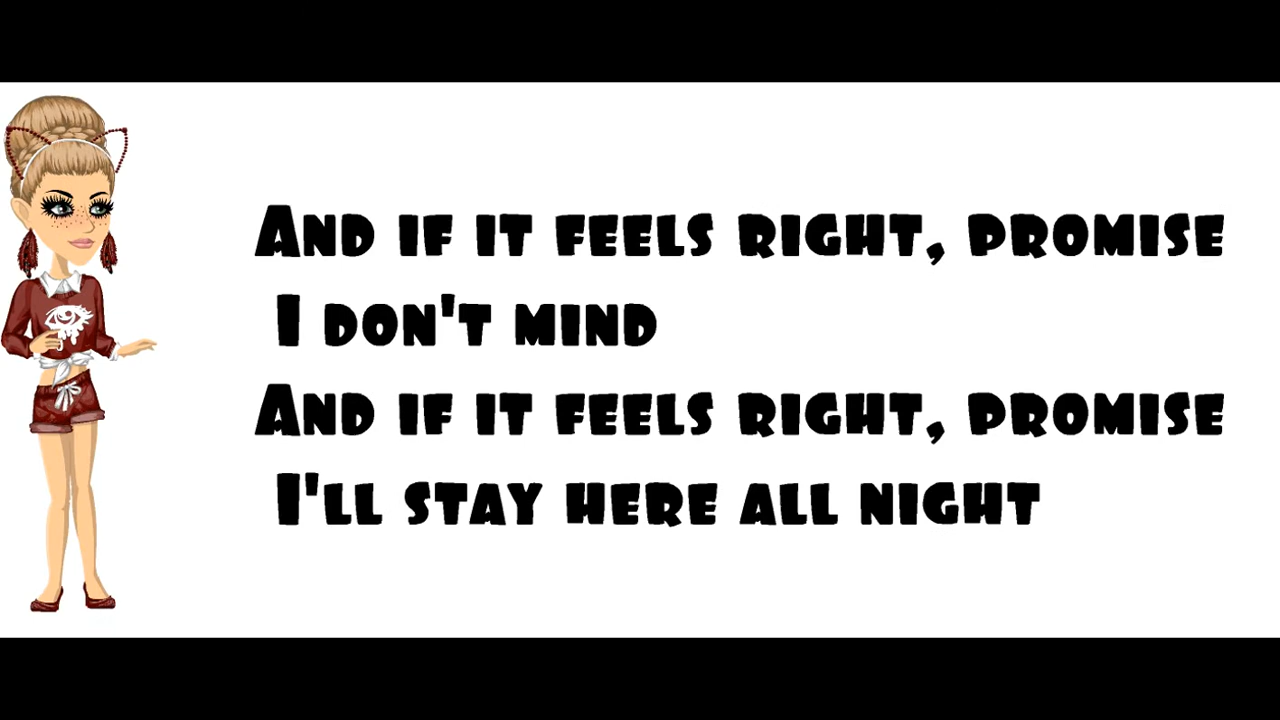 And if it feels right, promise
I don't mind
And if it feels right, promise
I'll stay here all night